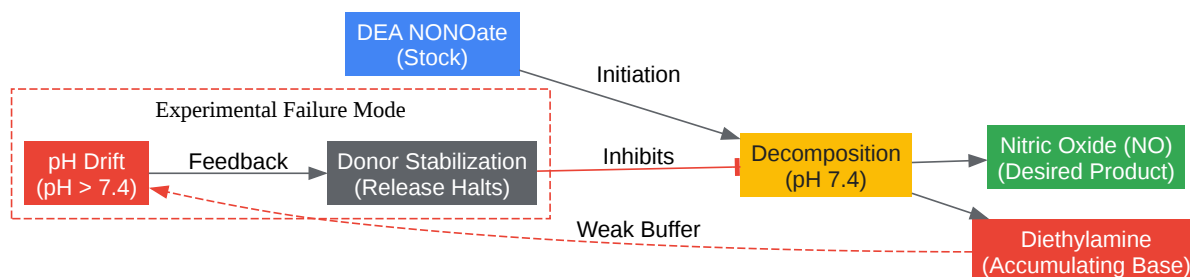 DEA NONOate
(Stock)
Initiation
Experimental Failure Mode
pH Drift
(pH > 7.4)
Feedback
Donor Stabilization
(Release Halts)
Inhibits
Decomposition
(pH 7.4)
Nitric Oxide (NO)
(Desired Product)
Weak Buffer
Diethylamine
(Accumulating Base)